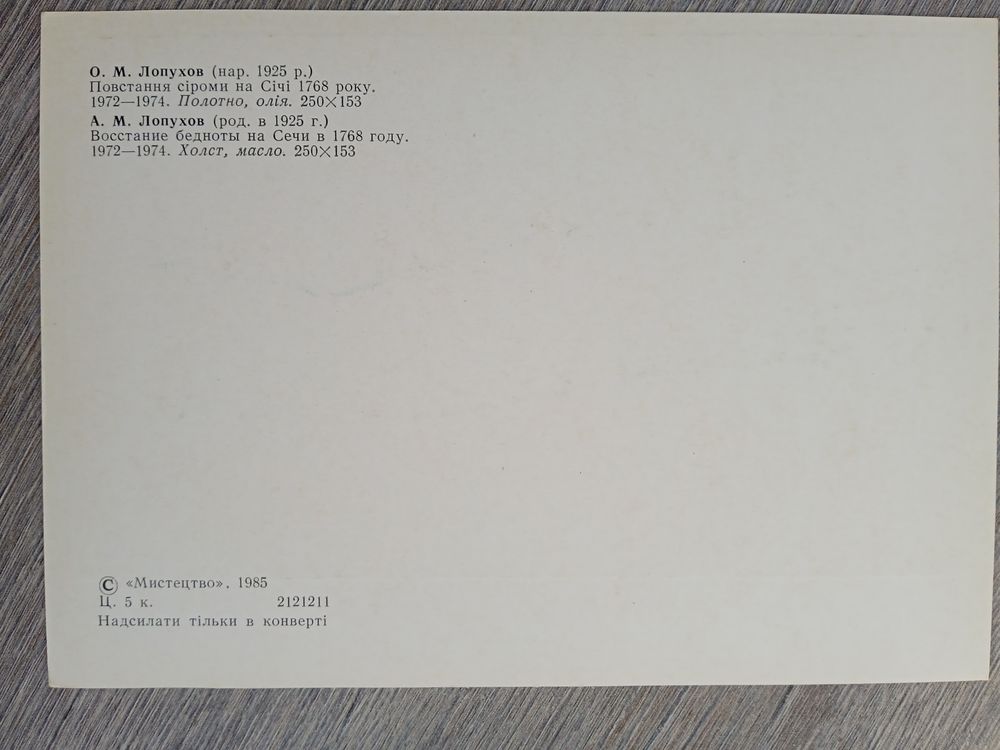 О. М. Лопухов (нар. 1925 р.)
Повстання сіроми на Січі 1768 року.
1972—1974. Полотно, олія. 250×153
А. М. Лопухов (род. в 1925 г.)
Восстание бедноты на Сечи в 1768 году.
1972—1974. Холст, масло. 250×153
© «Мистецтво», 1985
Ц. 5 к. 2121211
Надсилати тільки в конверті